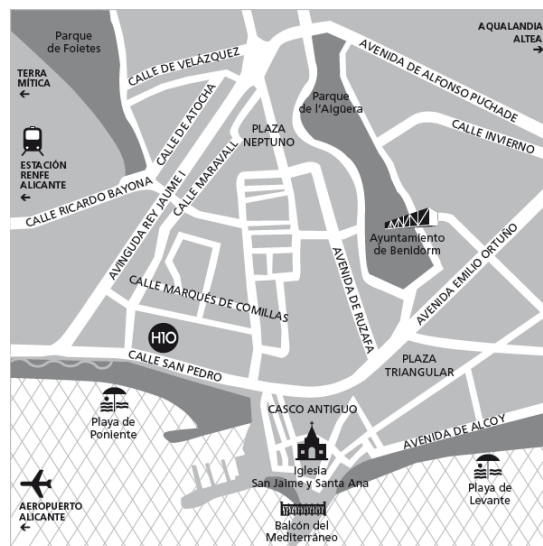 Parque
de Foietes
AQUALANDIA
ALTEA
CALLE DE VELÁZQUEZ
AVENIDA DE ALFONSO PUCHADE
TERRA
MÍTICA
Parque
de l'Aigüera
CALLE DE ATOCHA
PLAZA
NEPTUNO
CALLE INVIERNO
ESTACIÓN
RENFE
ALICANTE
CALLE MARAVALL
CALLE RICARDO BAYONA
AVINGUDA REY JAUME I
Ayuntamiento
de Benidorm
AVENIDA EMILIO ORTUÑO
AVENIDA DE RUZAFA
CALLE MARQUÉS DE COMILLAS
H10
CALLE SAN PEDRO
PLAZA
TRIANGULAR
CASCO ANTIGUO
Playa de
Poniente
AVENIDA DE ALCOY
Iglesia
San Jaime y Santa Ana
Playa de
Levante
AEROPUERTO
ALICANTE
Balcón del
Mediterráneo